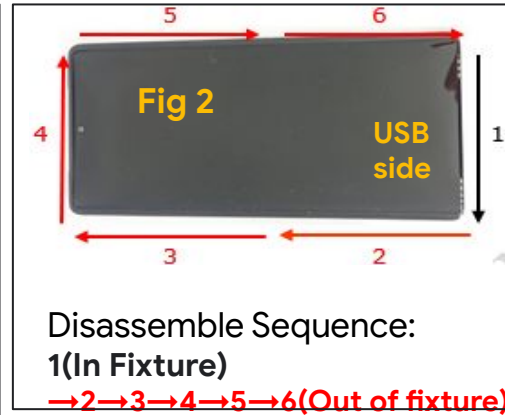 5 6
Fig 2
4
USB
side
1
3 2
Disassemble Sequence:
1(In Fixture)
→2→3→4→5→6(Out of fixture)